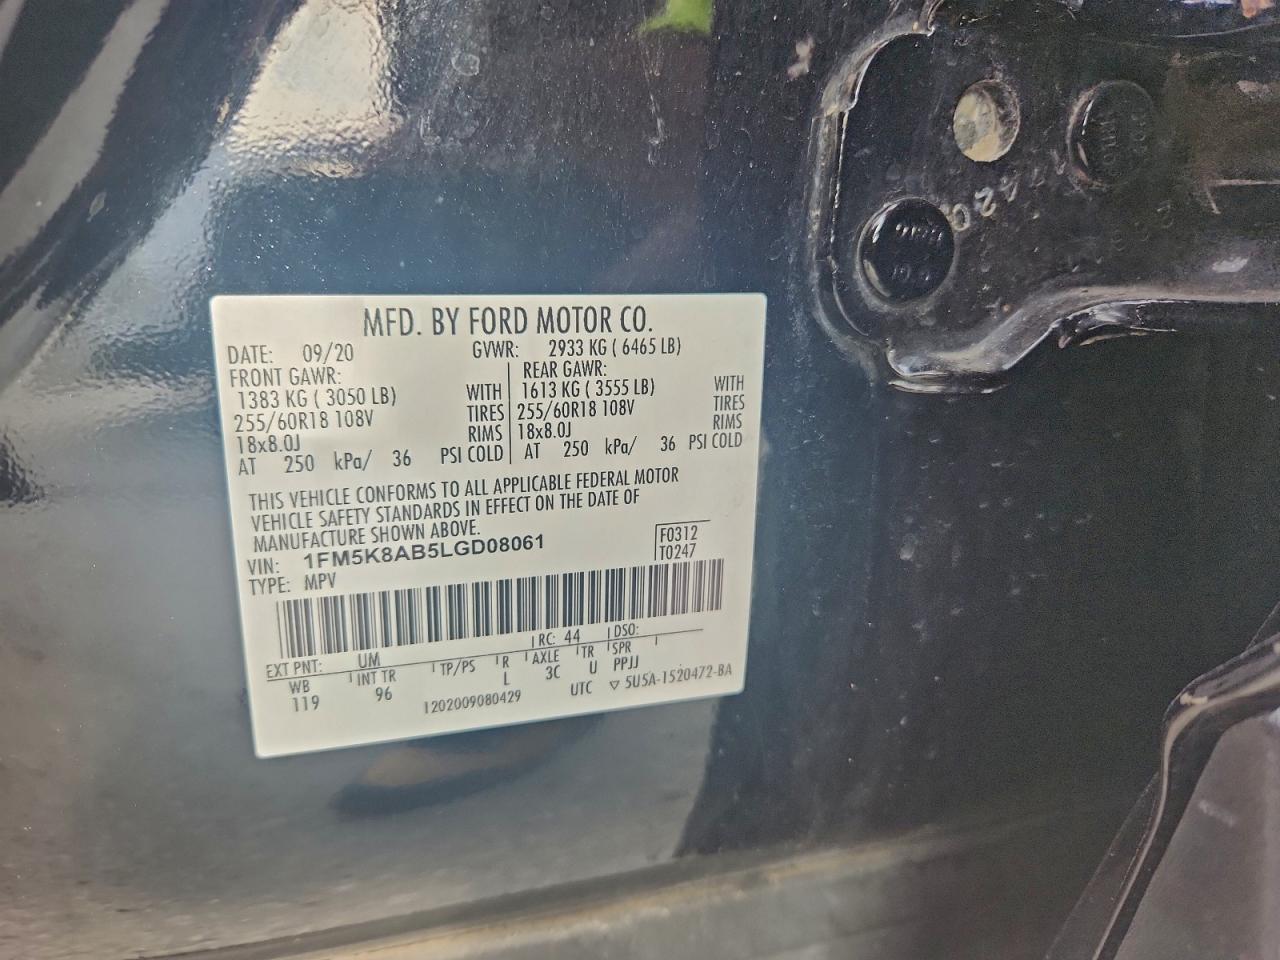 MFD. BY FORD MOTOR CO.
DATE: 09/20 GVWR: 2933 KG ( 6465 LB)
FRONT GAWR: REAR GAWR:
1383 KG ( 3050 LB) WITH 1613 KG ( 3555 LB) WITH
255/60R18 108V TIRES 255/60R18 108V TIRES
18x8.0J RIMS 18x8.0J RIMS
AT 250 kPa/ 36 PSI COLD AT 250 kPa/ 36 PSI COLD
THIS VEHICLE CONFORMS TO ALL APPLICABLE FEDERAL MOTOR
VEHICLE SAFETY STANDARDS IN EFFECT ON THE DATE OF
MANUFACTURE SHOWN ABOVE.
VIN: 1FM5K8AB5LGD08061 F0312
TYPE: MPV T0247
EXT PNT: UM RC: 44 DSO:
WB INT TR TP/PS R AXLE TR SPR
119 96 L 3C U PPJJ
1202009080429 UTC ▽ 5U5A-1520472-BA